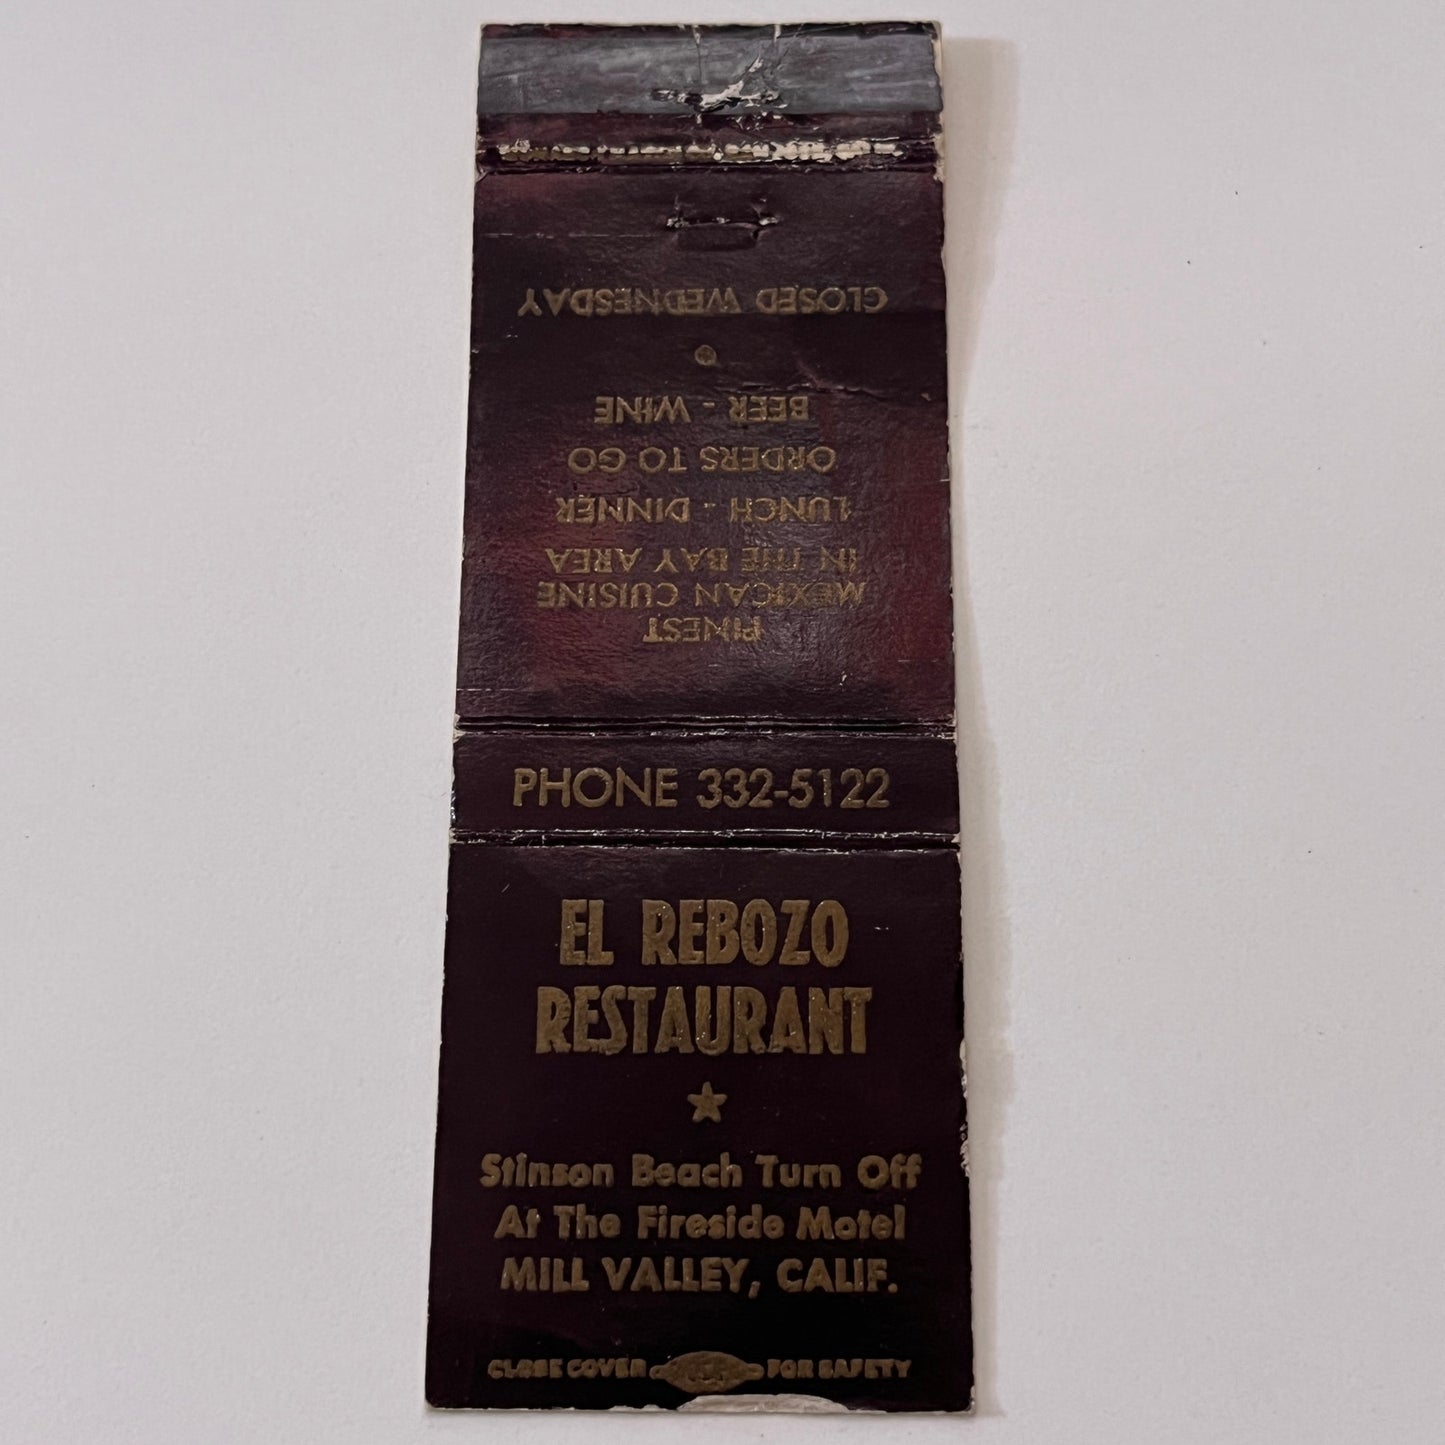 CLOSED WEDNESDAY
BEER - WINE
ORDERS TO GO
LUNCH - DINNER
IN THE BAY AREA
MEXICAN CUISINE
FINEST
PHONE 332-5122
EL REBOZO
RESTAURANT
Stinson Beach Turn Off
At The Fireside Motel
MILL VALLEY, CALIF.
CLOSE COVER FOR SAFETY